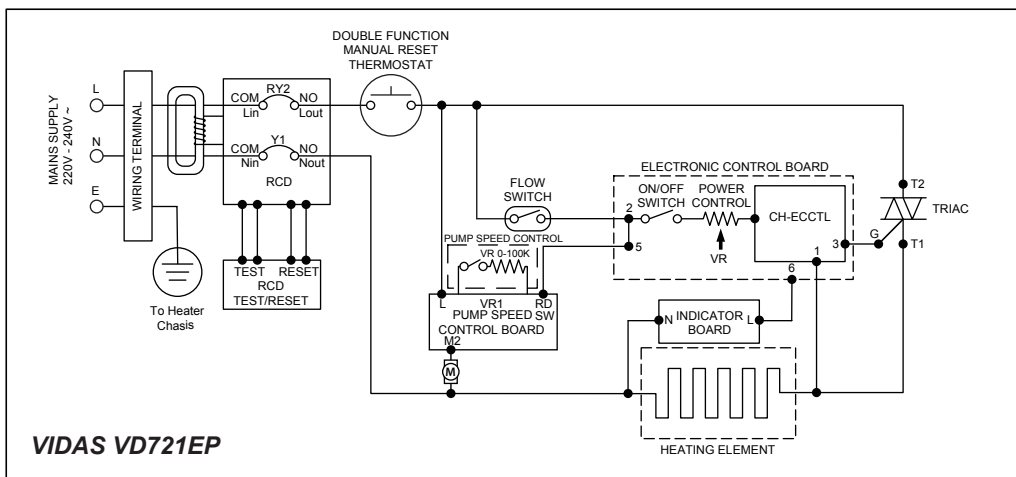 DOUBLE FUNCTION
MANUAL RESET
THERMOSTAT
MAINS SUPPLY
220V - 240V ~
L
N
E
WIRING TERMINAL
COM RY2 NO
Lin Lout
COM Y1 NO
Nin Nout
RCD
TEST RESET
RCD
TEST/RESET
To Heater
Chasis
FLOW
SWITCH
PUMP SPEED CONTROL
VR 0-100K
L VR1 RD
PUMP SPEED SW
CONTROL BOARD
M2
M
ELECTRONIC CONTROL BOARD
ON/OFF
SWITCH
POWER
CONTROL
VR
CH-ECCTL
2
5
3
1
6
G
T2
TRIAC
T1
N INDICATOR L
BOARD
HEATING ELEMENT
VIDAS VD721EP